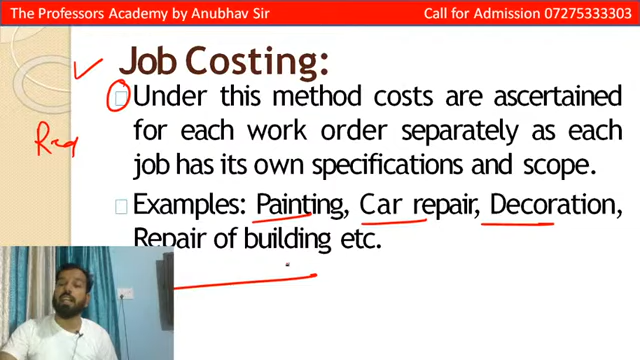 The Professors Academy by Anubhav Sir Call for Admission 07275333303
Job Costing:
Under this method costs are ascertained
for each work order separately as each
job has its own specifications and scope.
Examples: Painting, Car repair, Decoration,
Repair of building etc.